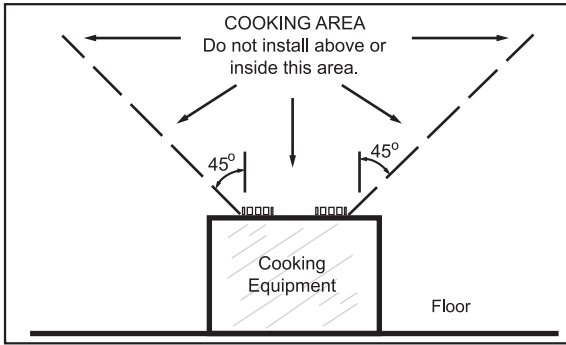 COOKING AREA
Do not install above or
inside this area.
45°
45°
Cooking
Equipment
Floor